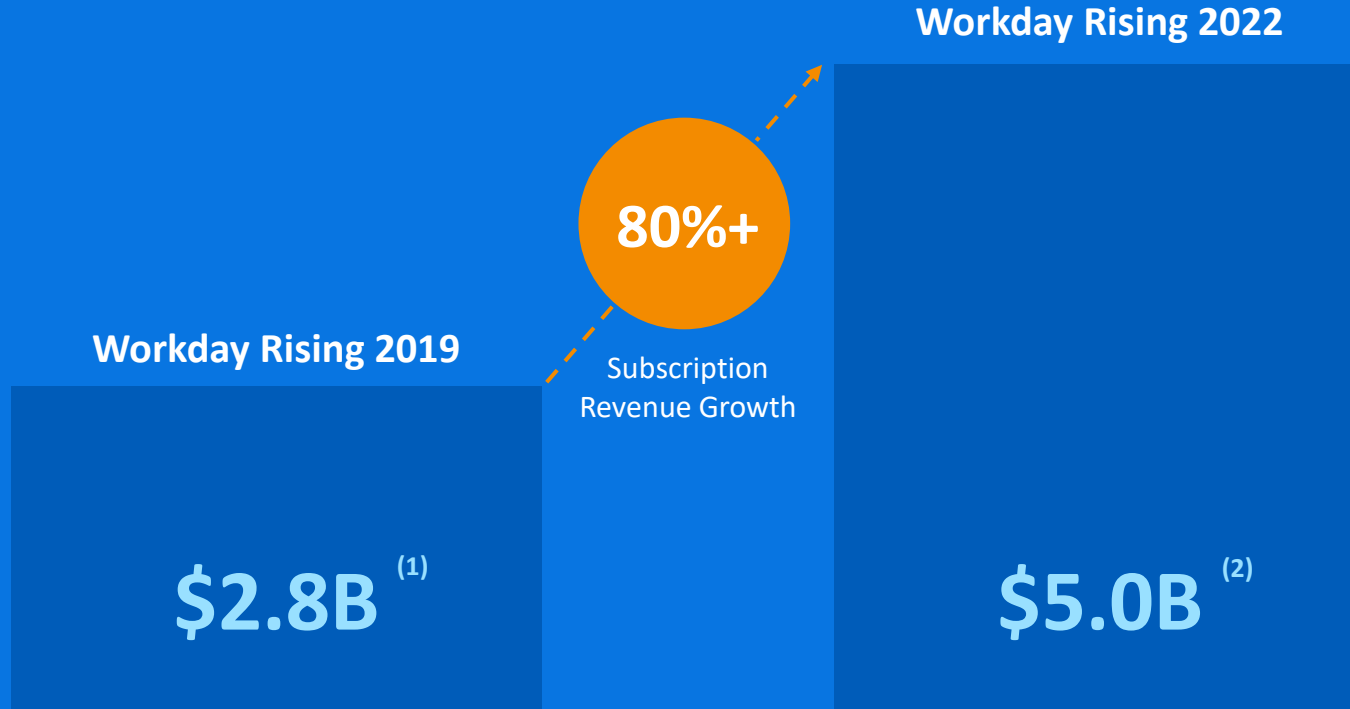 Workday Rising 2022
80%+
Workday Rising 2019
Subscription
Revenue Growth
$2.8B (1)
$5.0B (2)